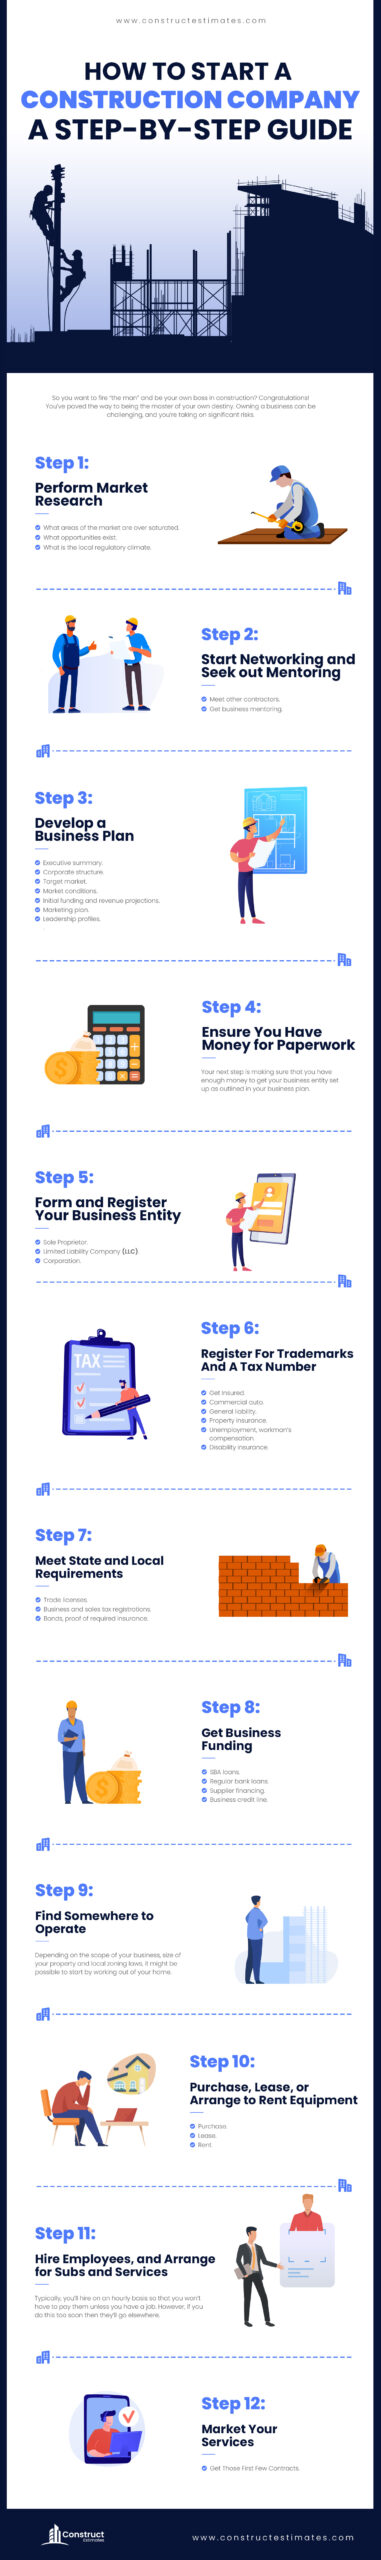 www.constructestimates.com
HOW TO START A
CONSTRUCTION COMPANY
A STEP-BY-STEP GUIDE
So you want to fire "the man" and be your own boss in construction? Congratulations!
You've paved the way to being the master of your own destiny. Owning a business can be
challenging, and you're taking on significant risks.
Step 1:
Perform Market
Research
What areas of the market are over saturated.
What opportunities exist.
What is the local regulatory climate.
Step 2:
Start Networking and
Seek out Mentoring
Meet other contractors.
Get business mentoring.
Step 3:
Develop a
Business Plan
Executive summary.
Corporate structure.
Target market.
Market conditions.
Initial funding and revenue projections.
Marketing plan.
Leadership profiles.
Step 4:
Ensure You Have
Money for Paperwork
Your next step is making sure that you have
enough money to get your business entity set
up as outlined in your business plan.
Step 5:
Form and Register
Your Business Entity
Sole Proprietor.
Limited Liability Company (LLC).
Corporation.
Step 6:
Register For Trademarks
And A Tax Number
TAX
Get insured.
Commercial auto.
General liability.
Property insurance.
Unemployment, workman's
compensation.
Disability insurance.
Step 7:
Meet State and Local
Requirements
Trade licenses.
Business and sales tax registrations.
Bonds, proof of required insurance.
Step 8:
Get Business
Funding
SBA loans.
Regular bank loans.
Supplier financing.
Business credit line.
Step 9:
Find Somewhere to
Operate
Depending on the scope of your business, size of
your property and local zoning laws, it might be
possible to start by working out of your home.
Step 10:
Purchase, Lease, or
Arrange to Rent Equipment
Purchase.
Lease.
Rent.
Step 11:
Hire Employees, and Arrange
for Subs and Services
Typically, you'll hire on an hourly basis so that you won't
have to pay them unless you have a job. However, if you
do this too soon then they'll go elsewhere.
Step 12:
Market Your
Services
Get Those First Few Contracts.
Construct
Estimates
www.constructestimates.com